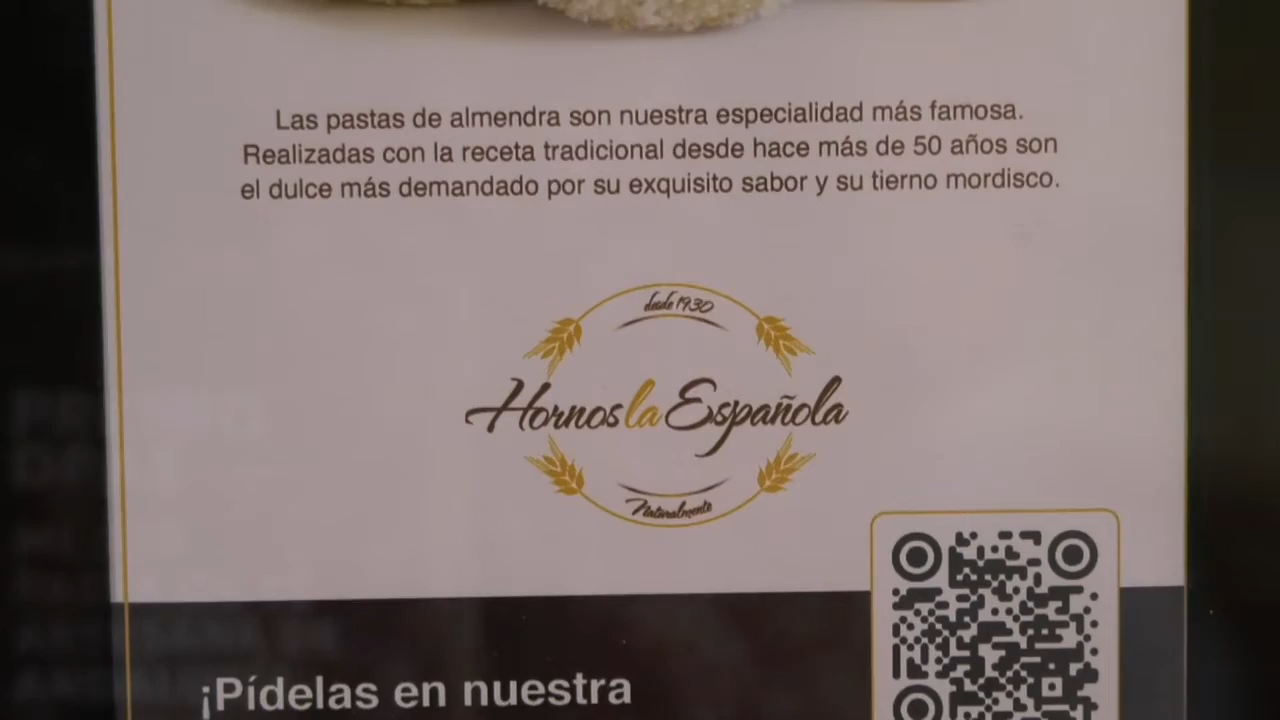 Las pastas de almendra son nuestra especialidad más famosa.
Realizadas con la receta tradicional desde hace más de 50 años son
el dulce más demandado por su exquisito sabor y su tierno mordisco.
desde 1930
Hornos la Española
Naturalmente
¡Pídelas en nuestra